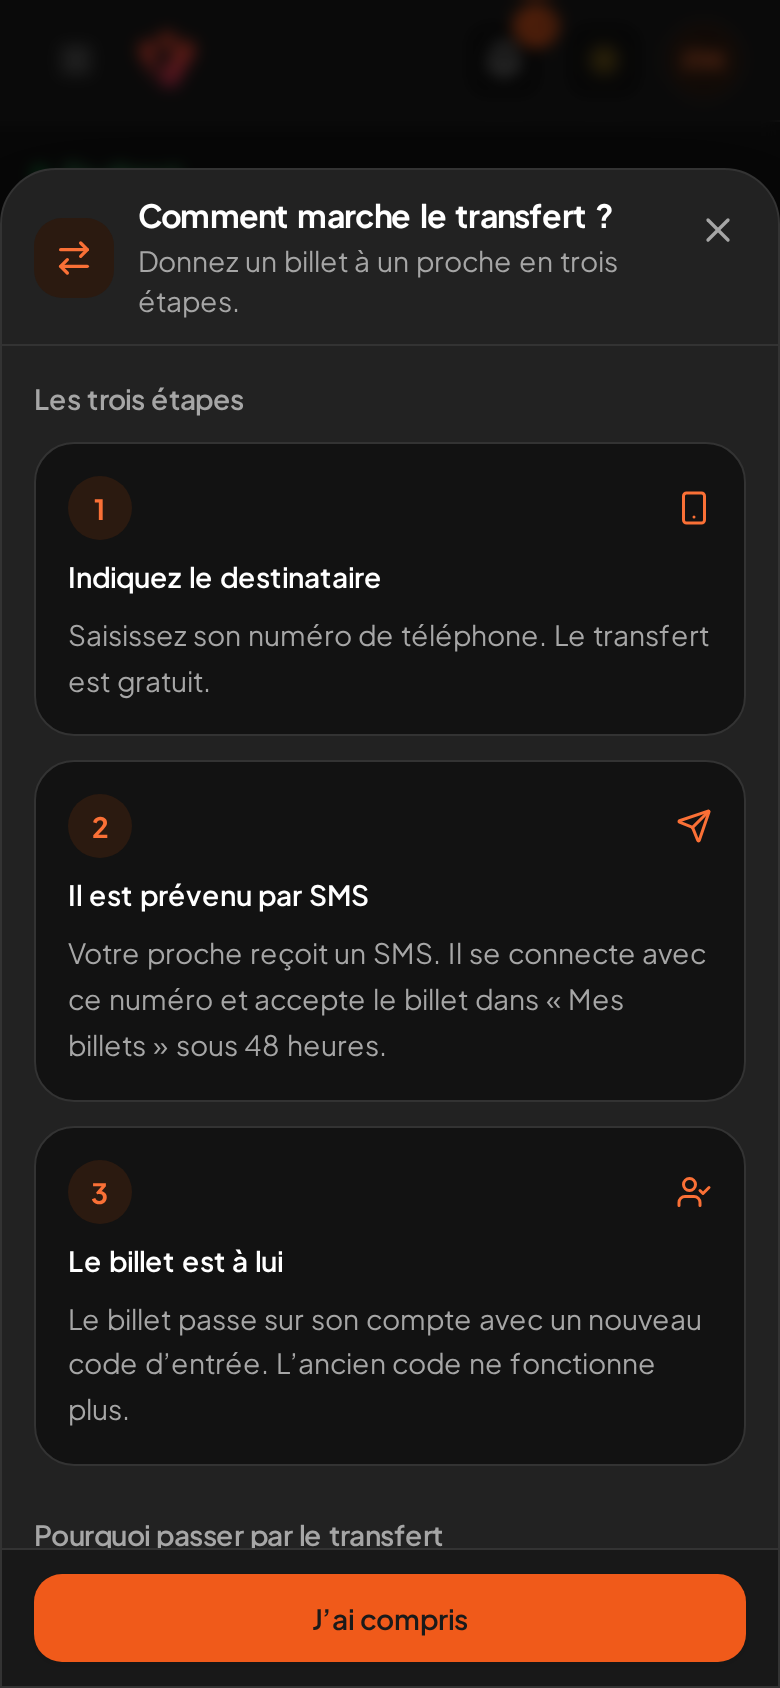 Comment marche le transfert ?
Donnez un billet à un proche en trois
étapes.
Les trois étapes
1
Indiquez le destinataire
Saisissez son numéro de téléphone. Le transfert
est gratuit.
2
Il est prévenu par SMS
Votre proche reçoit un SMS. Il se connecte avec
ce numéro et accepte le billet dans « Mes
billets » sous 48 heures.
3
Le billet est à lui
Le billet passe sur son compte avec un nouveau
code d’entrée. L’ancien code ne fonctionne
plus.
Pourquoi passer par le transfert
J’ai compris